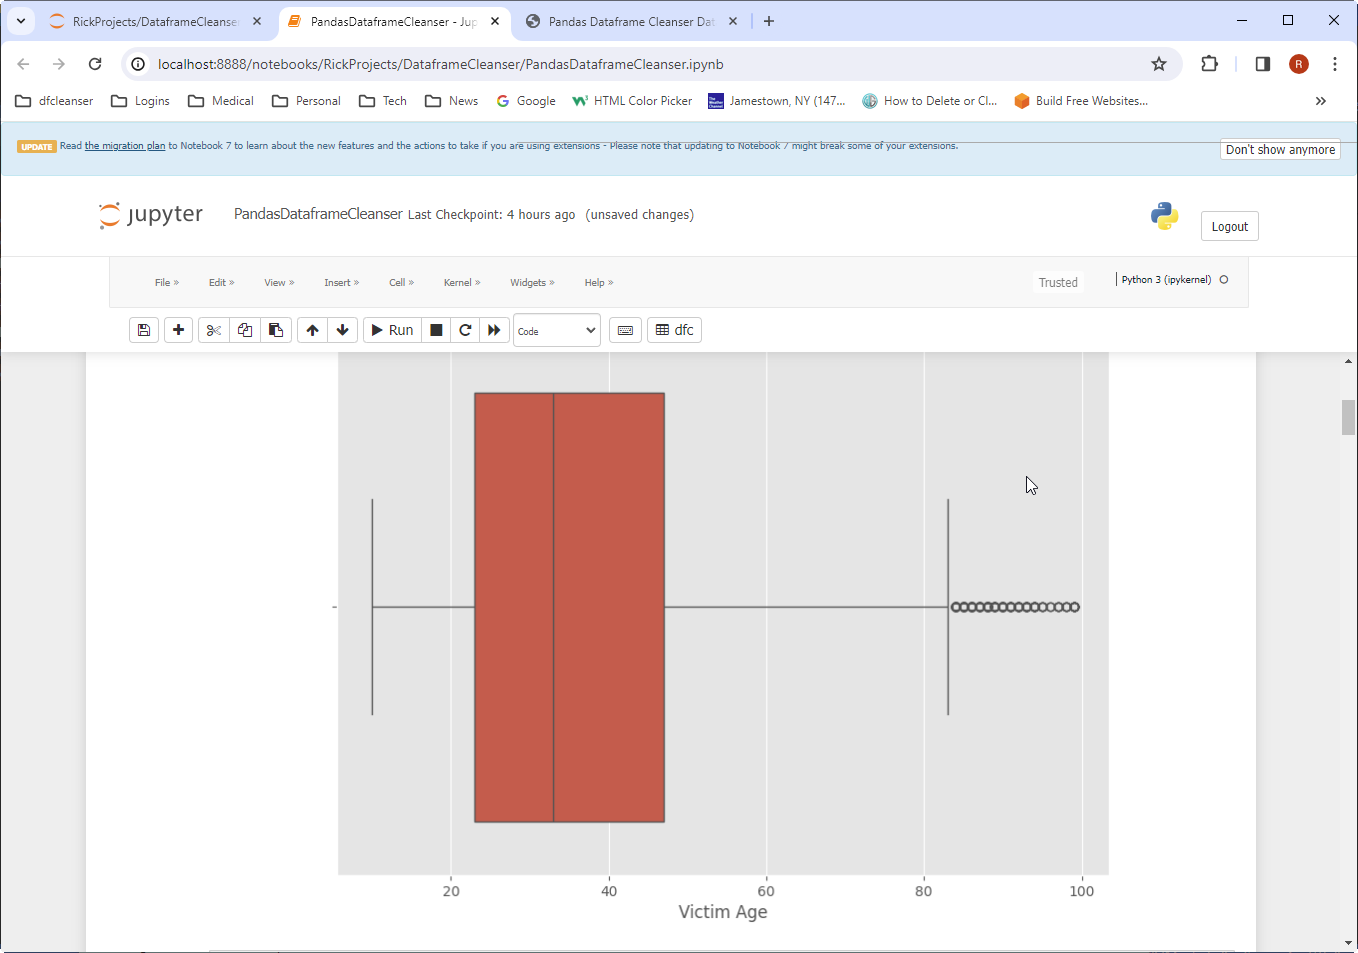 RickProjects/DataframeCleanse
PandasDataframeCleanser - Jup
Pandas Dataframe Cleanser Dat
localhost:8888/notebooks/RickProjects/DataframeCleanser/PandasDataframeCleanser.ipynb
R
dfcleanser
Logins
Medical
Personal
Tech
News
Google
HTML Color Picker
Jamestown, NY (147...
How to Delete or Cl...
Build Free Websites...
UPDATE Read the migration plan to Notebook 7 to learn about the new features and the actions to take if you are using extensions - Please note that updating to Notebook 7 might break some of your extensions.
Don't show anymore
jupyter
PandasDataframeCleanser Last Checkpoint: 4 hours ago (unsaved changes)
Logout
File »
Edit »
View »
Insert »
Cell »
Kernel »
Widgets »
Help »
Trusted
Python 3 (ipykernel)
Run
Code
dfc
20 40 60 80 100
Victim Age